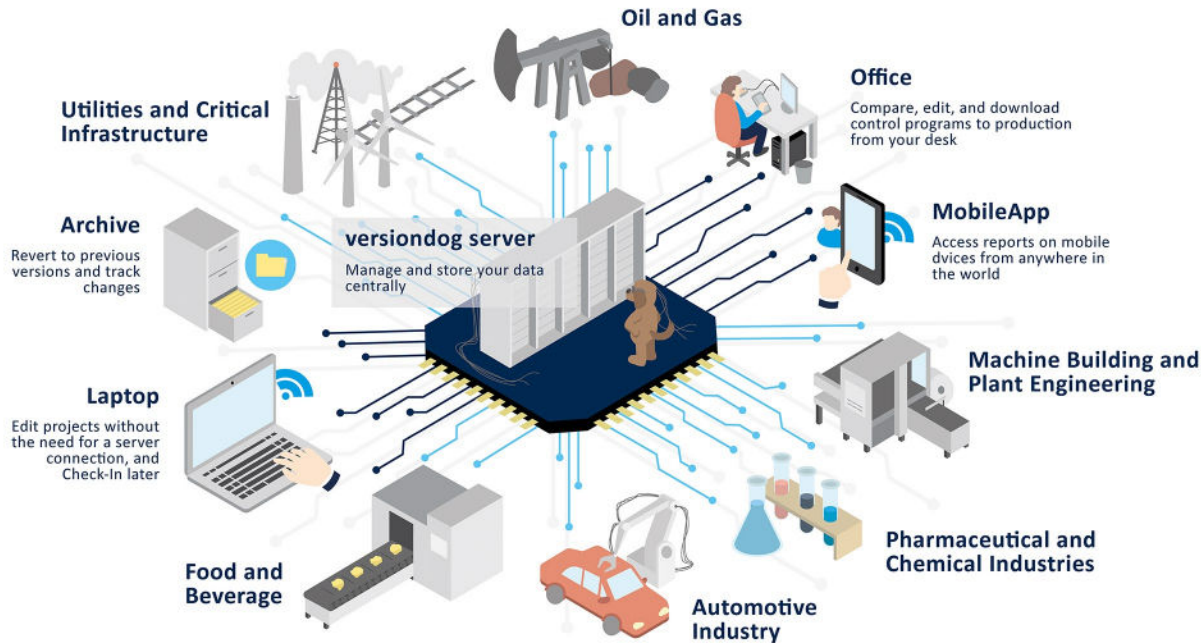 Oil and Gas
Office
Compare, edit, and download
control programs to production
from your desk
Utilities and Critical
Infrastructure
Archive
Revert to previous
versions and track
changes
versiondog server
Manage and store your data
centrally
MobileApp
Access reports on mobile
dvices from anywhere in
the world
Machine Building and
Plant Engineering
Laptop
Edit projects without
the need for a server
connection, and
Check-In later
Pharmaceutical and
Chemical Industries
Food and
Beverage
Automotive
Industry